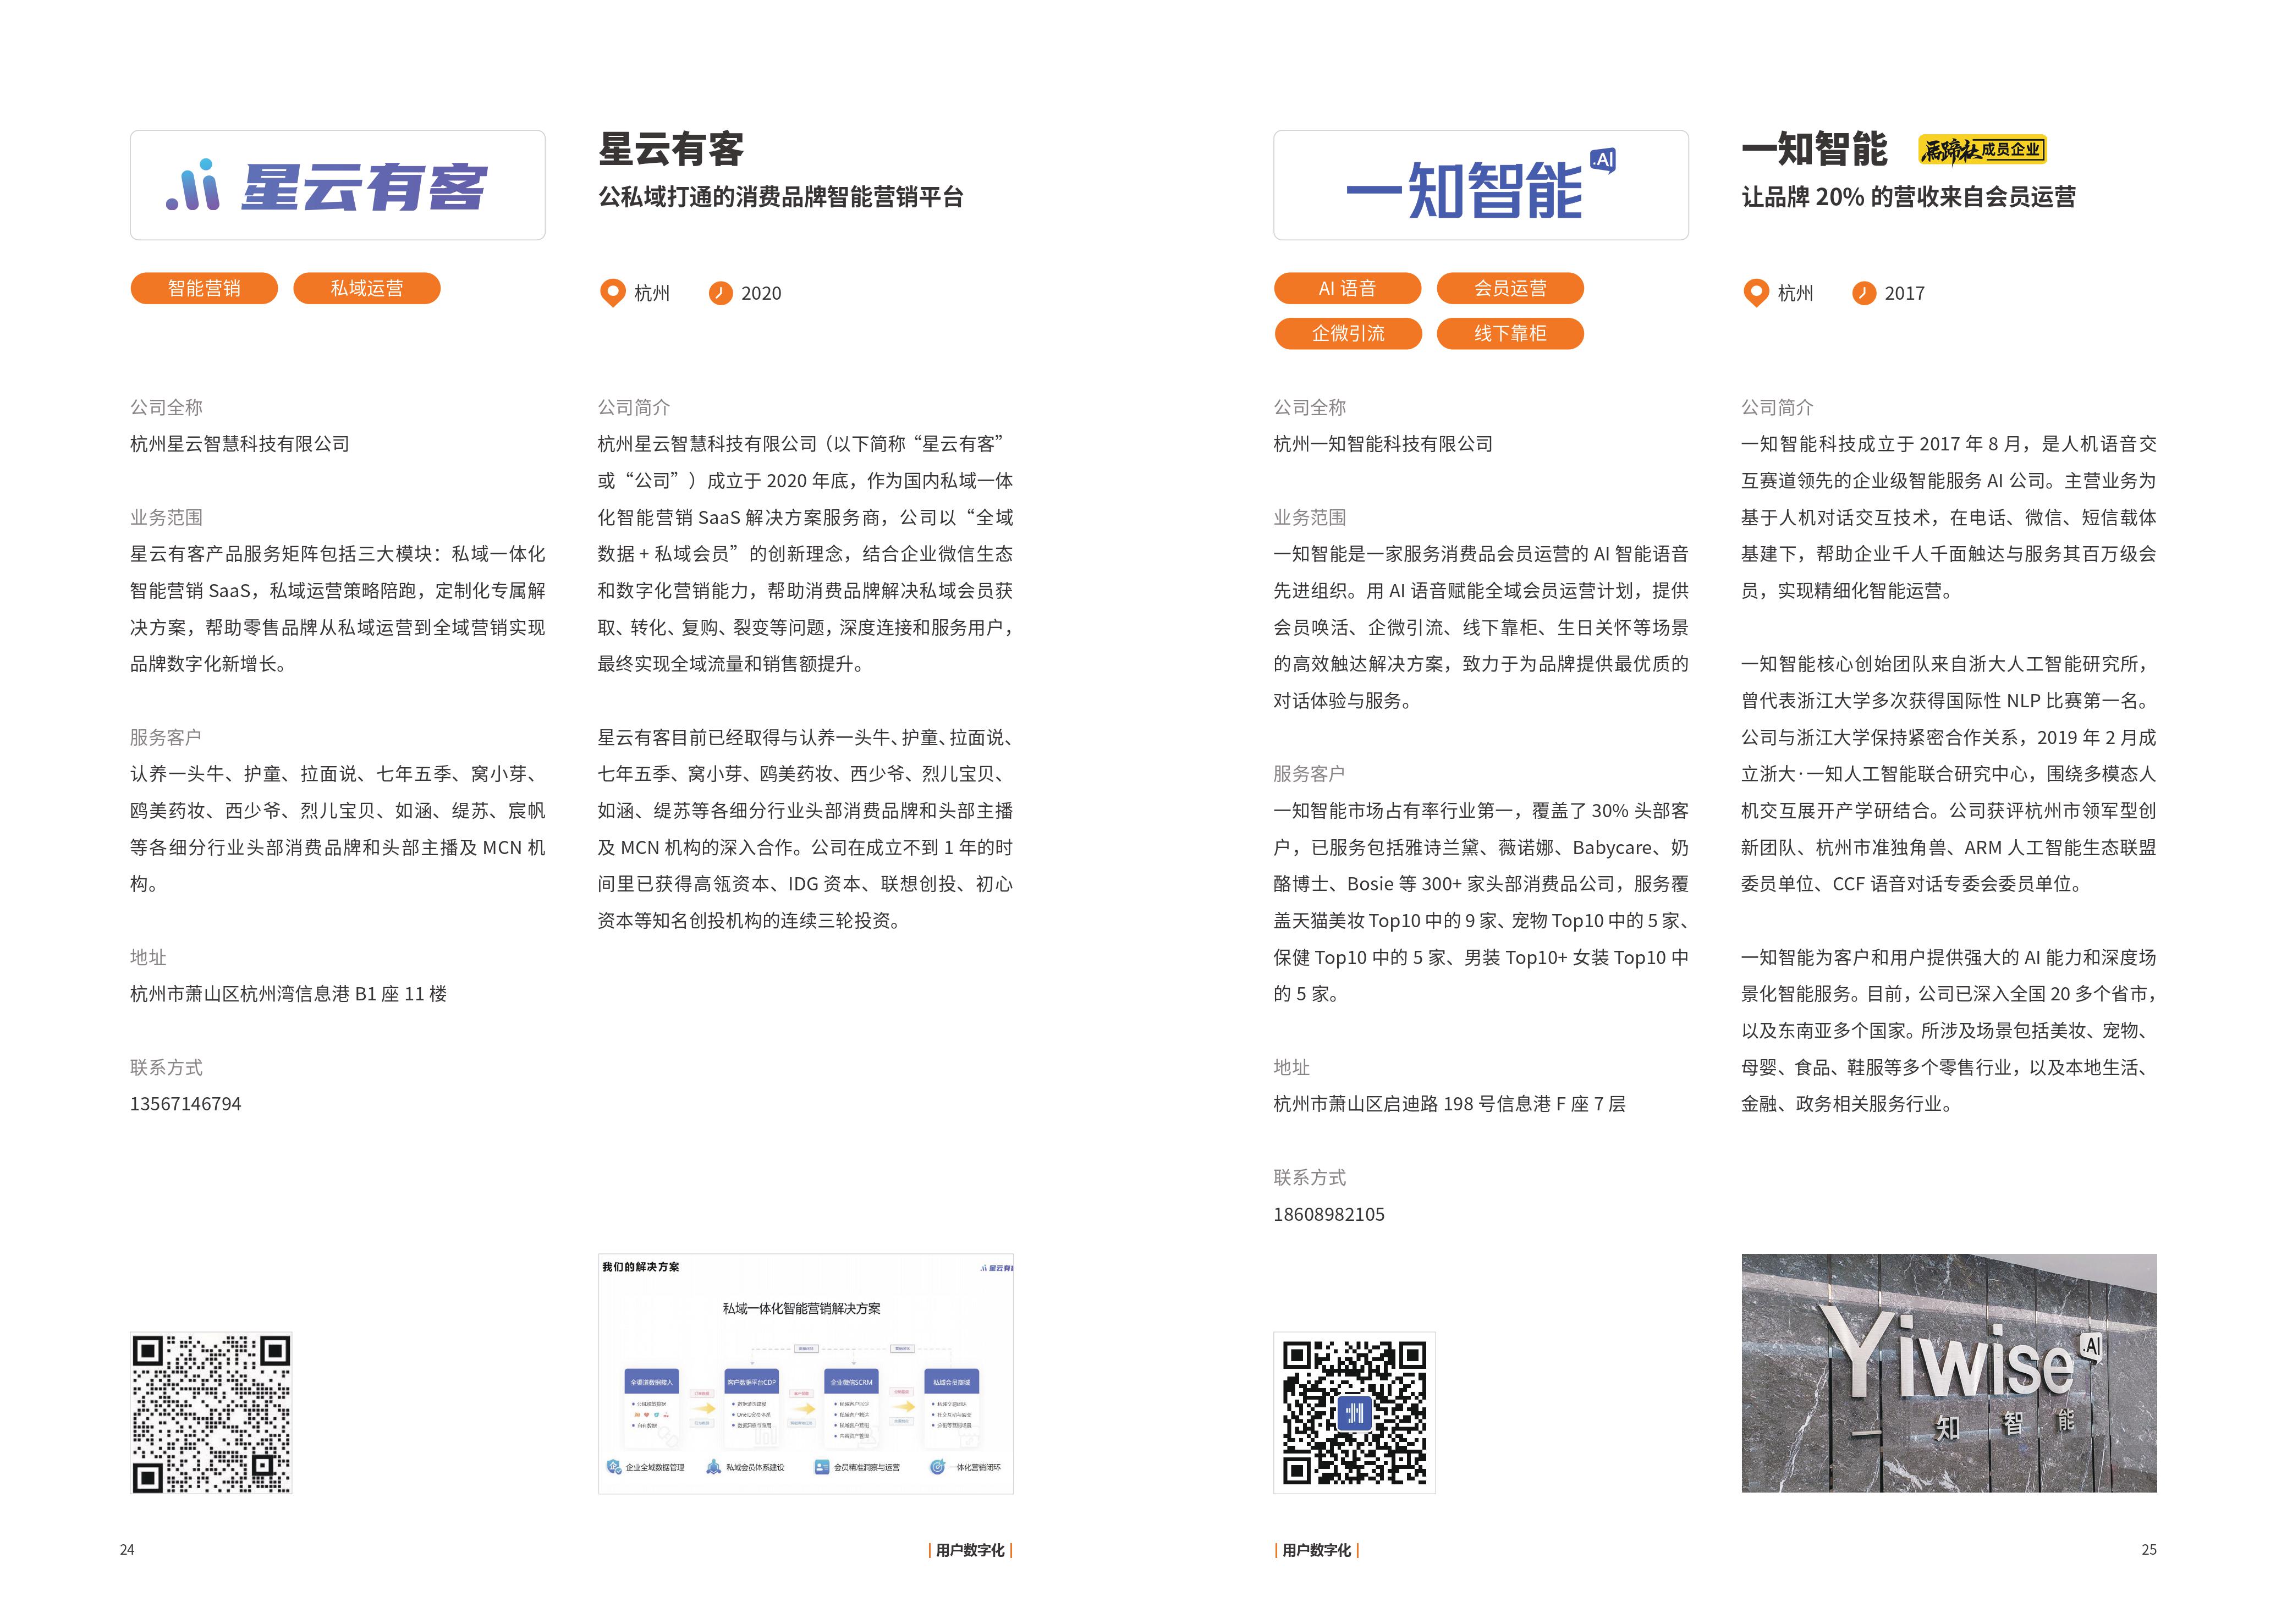 星云有客
星云有客
公私域打通的消费品牌智能营销平台
智能营销
私域运营
杭州
2020
公司全称
杭州星云智慧科技有限公司
业务范围
星云有客产品服务矩阵包括三大模块：私域一体化
智能营销 SaaS，私域运营策略陪跑，定制化专属解
决方案，帮助零售品牌从私域运营到全域营销实现
品牌数字化新增长。
服务客户
认养一头牛、护童、拉面说、七年五季、窝小芽、
鸥美药妆、西少爷、烈儿宝贝、如涵、缇苏、宸帆
等各细分行业头部消费品牌和头部主播及 MCN 机
构。
地址
杭州市萧山区杭州湾信息港 B1 座 11 楼
联系方式
13567146794
公司简介
杭州星云智慧科技有限公司（以下简称“星云有客”
或“公司”）成立于 2020 年底，作为国内私域一体
化智能营销 SaaS 解决方案服务商，公司以“全域
数据 + 私域会员”的创新理念，结合企业微信生态
和数字化营销能力，帮助消费品牌解决私域会员获
取、转化、复购、裂变等问题，深度连接和服务用户，
最终实现全域流量和销售额提升。
星云有客目前已经取得与认养一头牛、护童、拉面说、
七年五季、窝小芽、鸥美药妆、西少爷、烈儿宝贝、
如涵、缇苏等各细分行业头部消费品牌和头部主播
及 MCN 机构的深入合作。公司在成立不到 1 年的时
间里已获得高瓴资本、IDG 资本、联想创投、初心
资本等知名创投机构的连续三轮投资。
我们的解决方案
星云有
私域一体化智能营销解决方案
全渠道数据接入
客户数据平台CDP
企业微信SCRM
私域会员商城
企业全域数据管理
私域会员体系建设
会员精准洞察与运营
一体化营销闭环
24
用户数字化
一知智能
.AI
一知智能
马蹄社成员企业
让品牌 20% 的营收来自会员运营
AI 语音
会员运营
企微引流
线下靠柜
杭州
2017
公司全称
杭州一知智能科技有限公司
业务范围
一知智能是一家服务消费品会员运营的 AI 智能语音
先进组织。用 AI 语音赋能全域会员运营计划，提供
会员唤活、企微引流、线下靠柜、生日关怀等场景
的高效触达解决方案，致力于为品牌提供最优质的
对话体验与服务。
服务客户
一知智能市场占有率行业第一，覆盖了 30% 头部客
户，已服务包括雅诗兰黛、薇诺娜、Babycare、奶
酪博士、Bosie 等 300+ 家头部消费品公司，服务覆
盖天猫美妆 Top10 中的 9 家、宠物 Top10 中的 5 家、
保健 Top10 中的 5 家、男装 Top10+ 女装 Top10 中
的 5 家。
地址
杭州市萧山区启迪路 198 号信息港 F 座 7 层
联系方式
18608982105
公司简介
一知智能科技成立于 2017 年 8 月，是人机语音交
互赛道领先的企业级智能服务 AI 公司。主营业务为
基于人机对话交互技术，在电话、微信、短信载体
基建下，帮助企业千人千面触达与服务其百万级会
员，实现精细化智能运营。
一知智能核心创始团队来自浙大人工智能研究所，
曾代表浙江大学多次获得国际性 NLP 比赛第一名。
公司与浙江大学保持紧密合作关系，2019 年 2 月成
立浙大·一知人工智能联合研究中心，围绕多模态人
机交互展开产学研结合。公司获评杭州市领军型创
新团队、杭州市准独角兽、ARM 人工智能生态联盟
委员单位、CCF 语音对话专委会委员单位。
一知智能为客户和用户提供强大的 AI 能力和深度场
景化智能服务。目前，公司已深入全国 20 多个省市，
以及东南亚多个国家。所涉及场景包括美妆、宠物、
母婴、食品、鞋服等多个零售行业，以及本地生活、
金融、政务相关服务行业。
Yiwise
.AI
一知智能
用户数字化
25